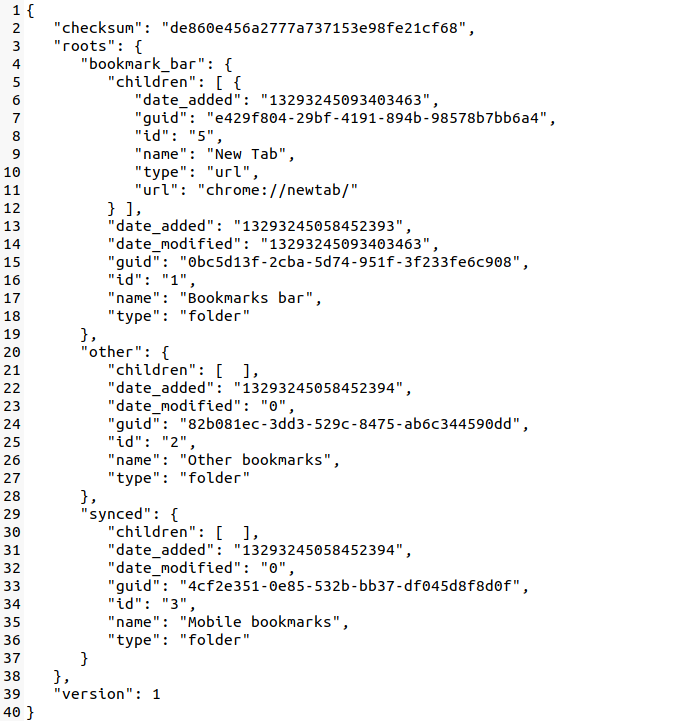 1 {
2    "checksum": "de860e456a2777a737153e98fe21cf68",
3    "roots": {
4       "bookmark_bar": {
5          "children": [ {
6             "date_added": "13293245093403463",
7             "guid": "e429f804-29bf-4191-894b-98578b7bb6a4",
8             "id": "5",
9             "name": "New Tab",
10             "type": "url",
11             "url": "chrome://newtab/"
12          } ],
13          "date_added": "13293245058452393",
14          "date_modified": "13293245093403463",
15          "guid": "0bc5d13f-2cba-5d74-951f-3f233fe6c908",
16          "id": "1",
17          "name": "Bookmarks bar",
18          "type": "folder"
19       },
20       "other": {
21          "children": [  ],
22          "date_added": "13293245058452394",
23          "date_modified": "0",
24          "guid": "82b081ec-3dd3-529c-8475-ab6c344590dd",
25          "id": "2",
26          "name": "Other bookmarks",
27          "type": "folder"
28       },
29       "synced": {
30          "children": [  ],
31          "date_added": "13293245058452394",
32          "date_modified": "0",
33          "guid": "4cf2e351-0e85-532b-bb37-df045d8f8d0f",
34          "id": "3",
35          "name": "Mobile bookmarks",
36          "type": "folder"
37       }
38    },
39    "version": 1
40 }